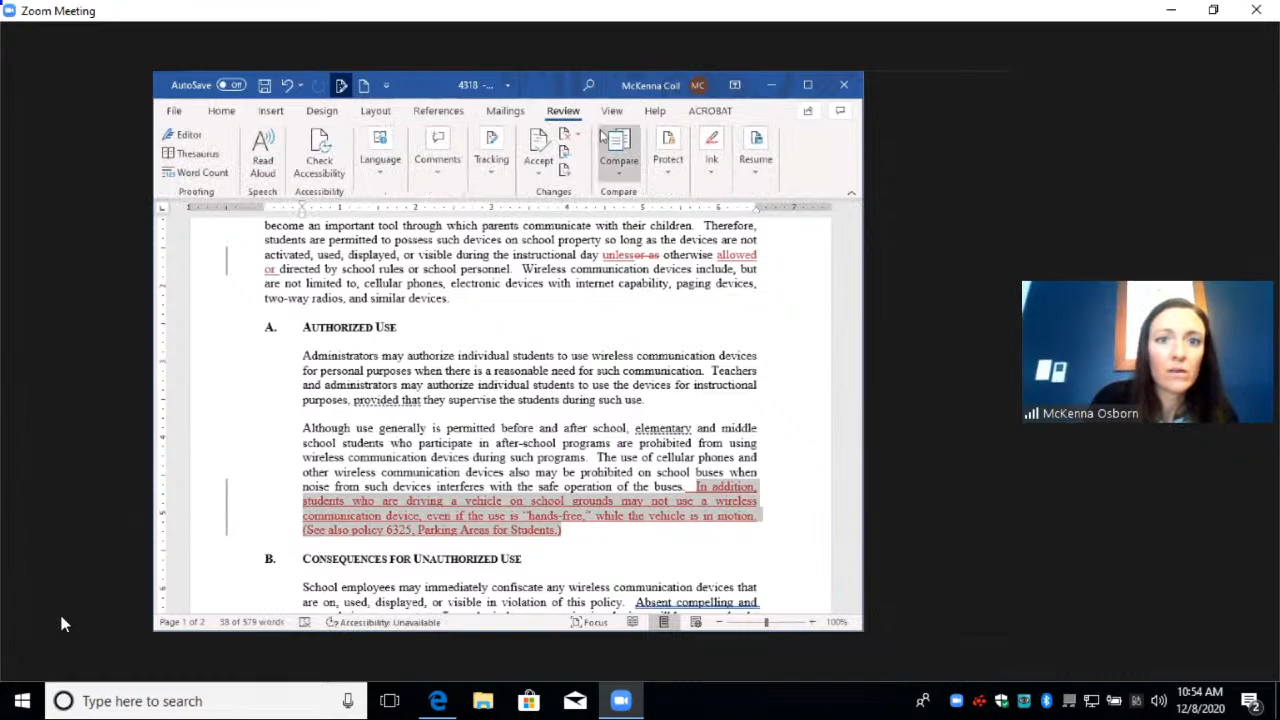 Zoom Meeting
AutoSave Off 4318 -... McKenna Coll MC
File Home Insert Design Layout References Mailings Review View Help ACROBAT
Editor
Thesaurus
Word Count
Proofing
Read Aloud
Speech
Check Accessibility
Accessibility
Language
Comments
Tracking
Accept
Changes
Compare
Compare
Protect
Ink
Resume
become an important tool through which parents communicate with their children. Therefore,
students are permitted to possess such devices on school property so long as the devices are not
activated, used, displayed, or visible during the instructional day unlessor as otherwise allowed
or directed by school rules or school personnel. Wireless communication devices include, but
are not limited to, cellular phones, electronic devices with internet capability, paging devices,
two-way radios, and similar devices.
A. AUTHORIZED USE
Administrators may authorize individual students to use wireless communication devices
for personal purposes when there is a reasonable need for such communication. Teachers
and administrators may authorize individual students to use the devices for instructional
purposes, provided that they supervise the students during such use.
Although use generally is permitted before and after school, elementary and middle
school students who participate in after-school programs are prohibited from using
wireless communication devices during such programs. The use of cellular phones and
other wireless communication devices also may be prohibited on school buses when
noise from such devices interferes with the safe operation of the buses. In addition,
students who are driving a vehicle on school grounds may not use a wireless
communication device, even if the use is “hands-free,” while the vehicle is in motion.
(See also policy 6325, Parking Areas for Students.)
B. CONSEQUENCES FOR UNAUTHORIZED USE
School employees may immediately confiscate any wireless communication devices that
are on, used, displayed, or visible in violation of this policy. Absent compelling and
Page 1 of 2 58 of 579 words Accessibility: Unavailable Focus 100%
McKenna Osborn
Type here to search
10:54 AM
12/8/2020
2